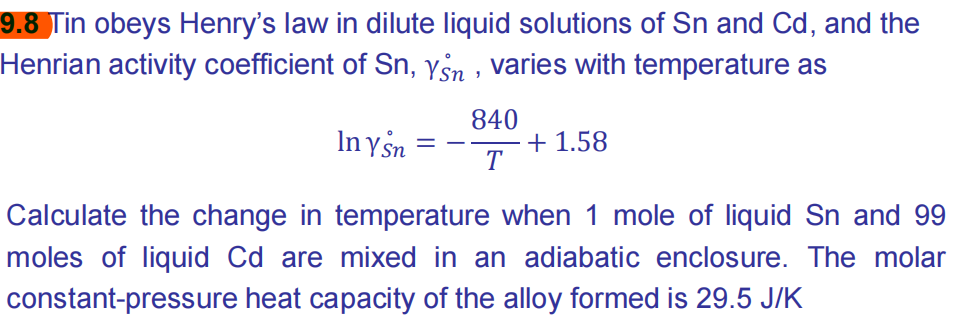 9.8 Tin obeys Henry’s law in dilute liquid solutions of Sn and Cd, and the
Henrian activity coefficient of Sn, γ°Sn , varies with temperature as
ln γ°Sn = − 840/T + 1.58
Calculate the change in temperature when 1 mole of liquid Sn and 99
moles of liquid Cd are mixed in an adiabatic enclosure. The molar
constant-pressure heat capacity of the alloy formed is 29.5 J/K